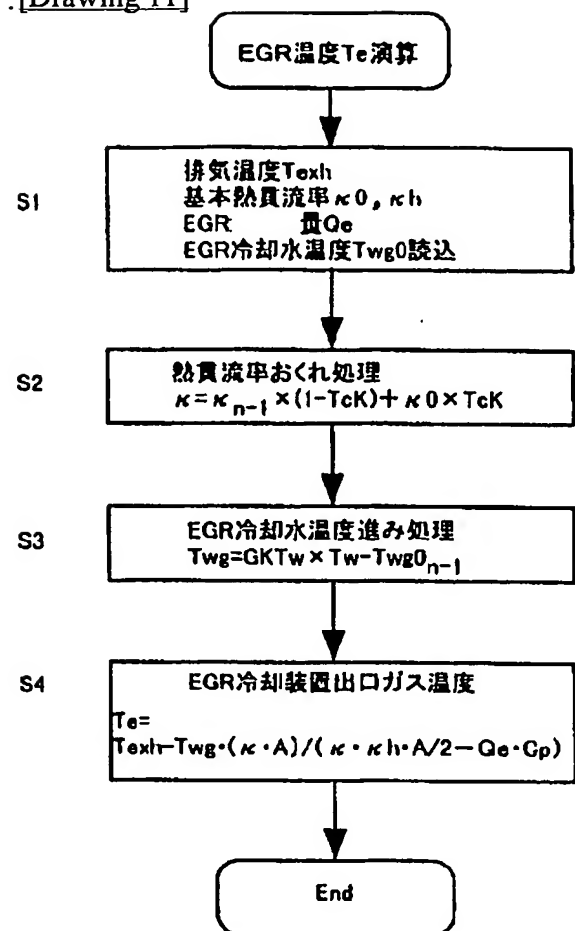 [Drawing 11]
EGR温度Te演算
S1
排気温度Texh
基本熱貫流率κ0, κh
EGR 量Qe
EGR冷却水温度Twg0読込
S2
熱貫流率おくれ処理
κ=κn-1×(1-TcK)+κ0×TcK
S3
EGR冷却水温度進み処理
Twg=GKTw×Tw-Twg0n-1
S4
EGR冷却装置出口ガス温度
Te=
Texh-Twg・(κ・A)/(κ・κh・A/2-Qe・Cp)
End